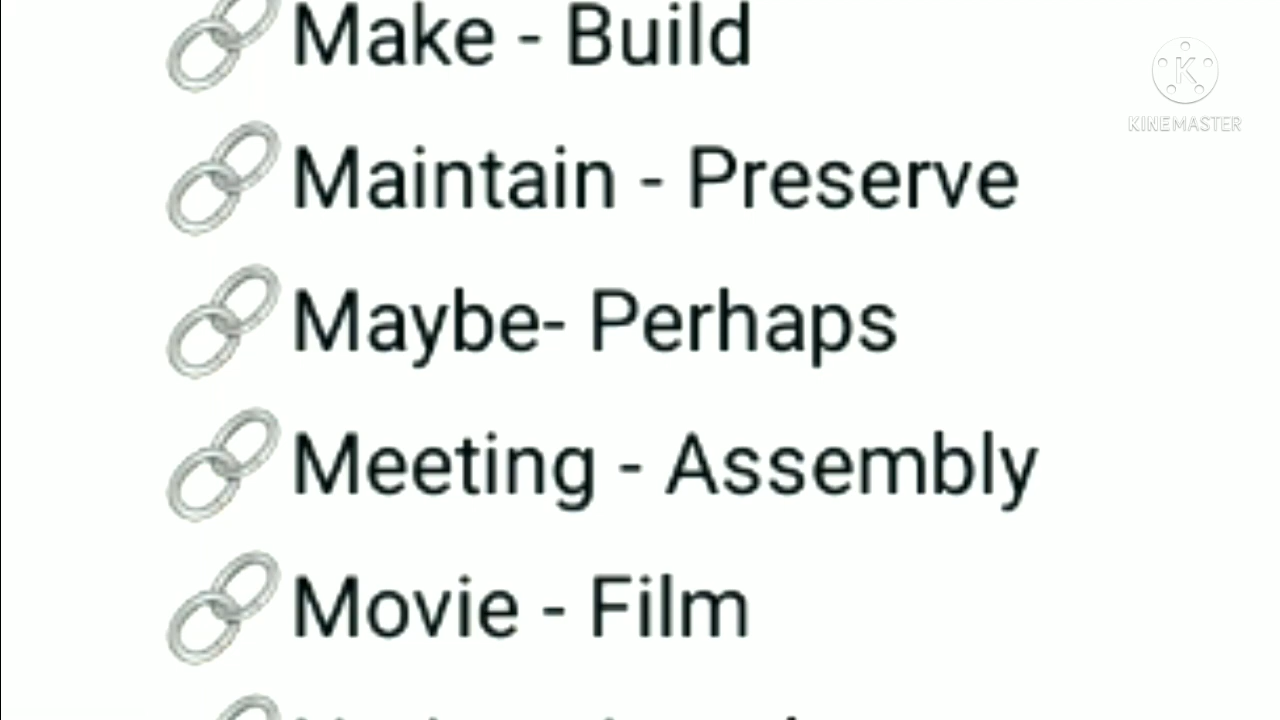 Make - Build
K
KINEMASTER
Maintain - Preserve
Maybe- Perhaps
Meeting - Assembly
Movie - Film